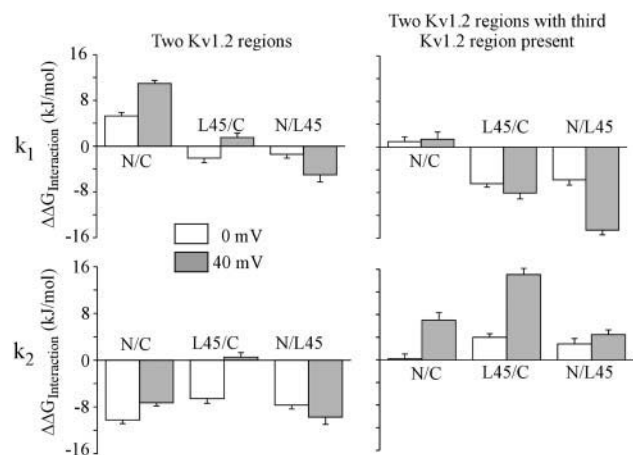 Two Kv1.2 regions
Two Kv1.2 regions with third
Kv1.2 region present
k1
ΔΔGInteraction (kJ/mol)
16
8
0
-8
-16
N/C
L45/C
N/L45
N/C
L45/C
N/L45
0 mV
40 mV
k2
ΔΔGInteraction (kJ/mol)
16
8
0
-8
-16
N/C
L45/C
N/L45
N/C
L45/C
N/L45